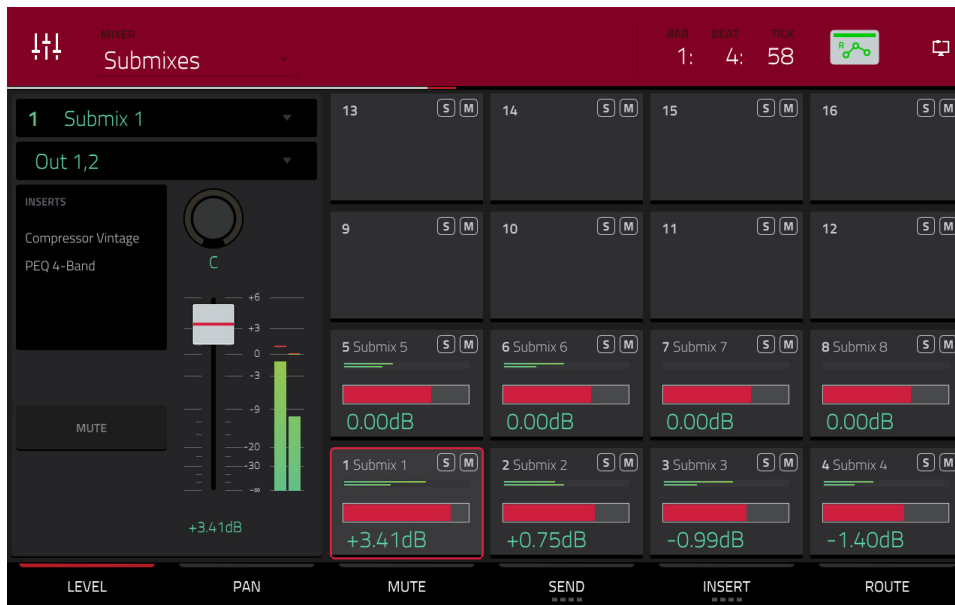 MIXER
Submixes
BAR BEAT TICK
1: 4: 58
R
1 Submix 1
Out 1,2
INSERTS
Compressor Vintage
PEQ 4-Band
C
+6
+3
0
-3
-9
-20
-30
-∞
MUTE
+3.41dB
13 S M
14 S M
15 S M
16 S M
9 S M
10 S M
11 S M
12 S M
5 Submix 5 S M
0.00dB
6 Submix 6 S M
0.00dB
7 Submix 7 S M
0.00dB
8 Submix 8 S M
0.00dB
1 Submix 1 S M
+3.41dB
2 Submix 2 S M
+0.75dB
3 Submix 3 S M
-0.99dB
4 Submix 4 S M
-1.40dB
LEVEL PAN MUTE SEND INSERT ROUTE